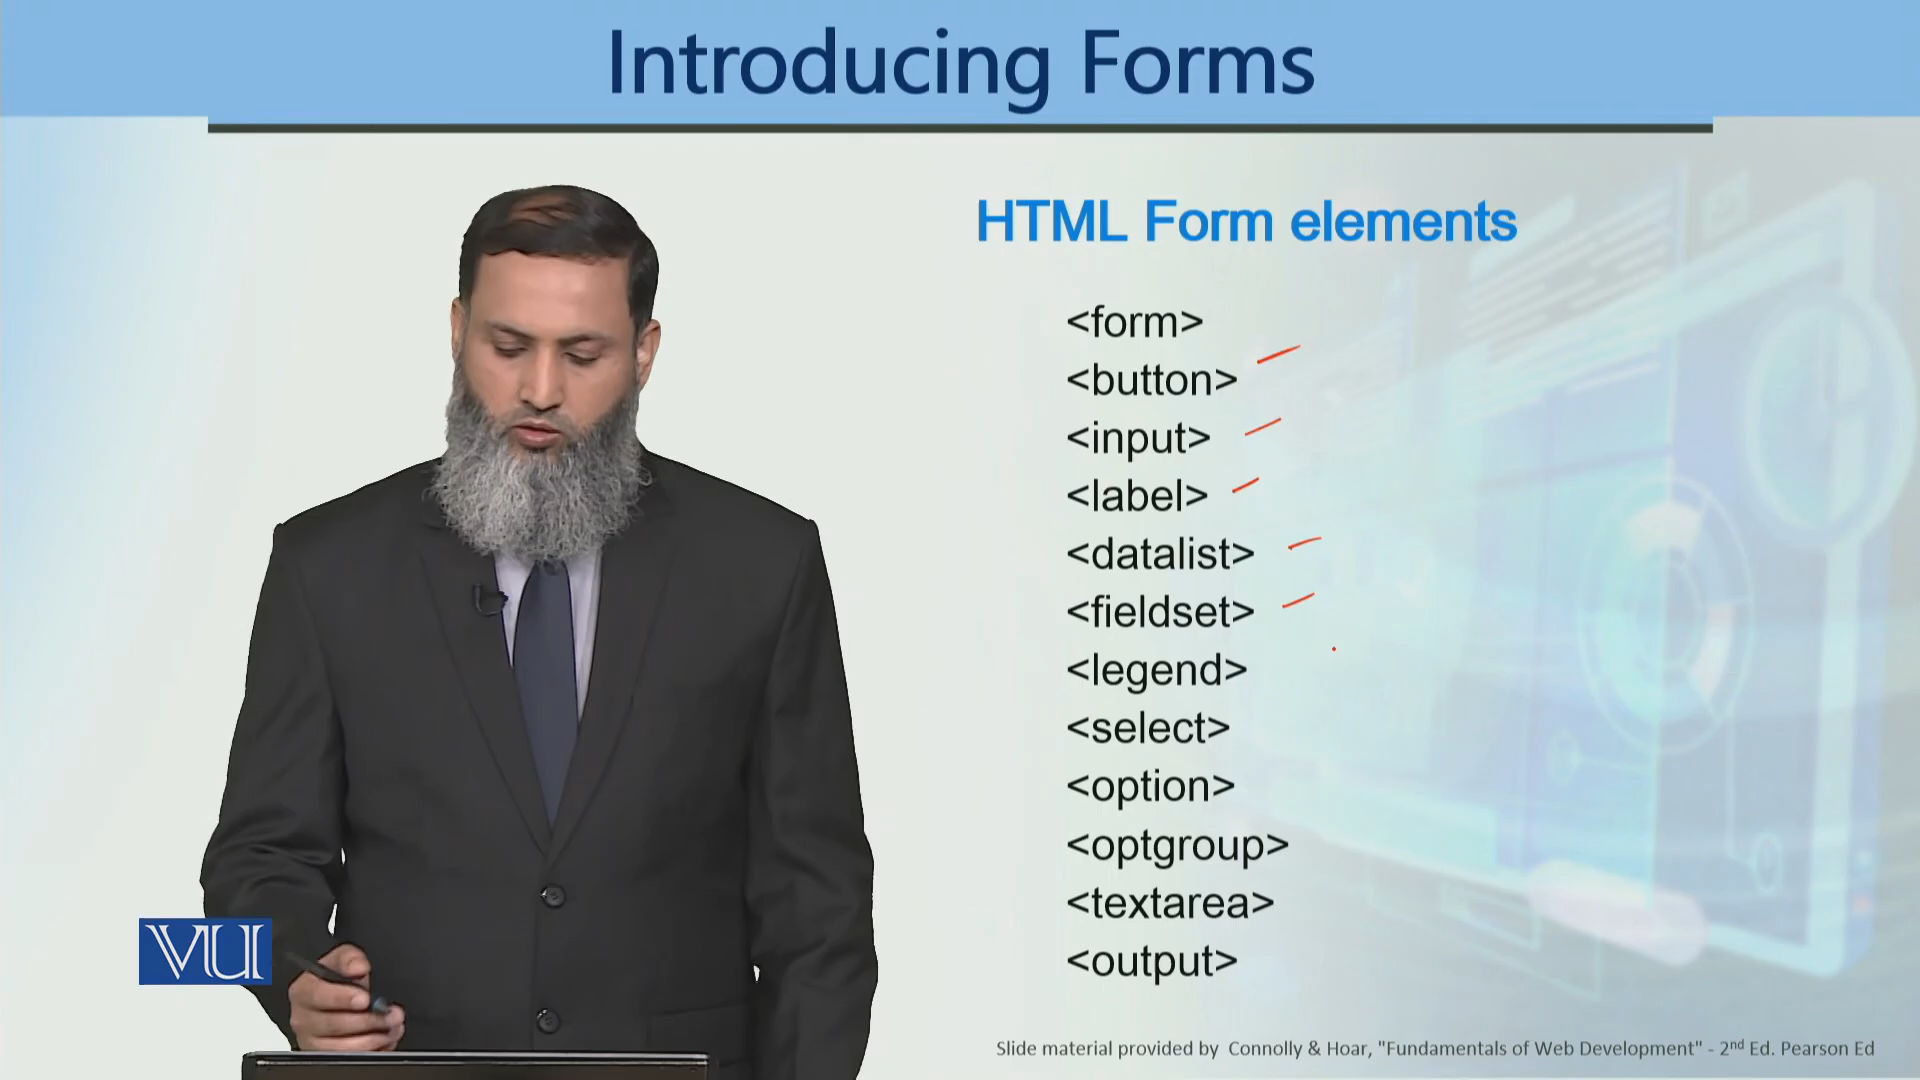 Introducing Forms
HTML Form elements
<form>
<button>
<input>
<label>
<datalist>
<fieldset>
<legend>
<select>
<option>
<optgroup>
<textarea>
<output>
VU
Slide material provided by Connolly & Hoar, "Fundamentals of Web Development" - 2nd Ed. Pearson Ed